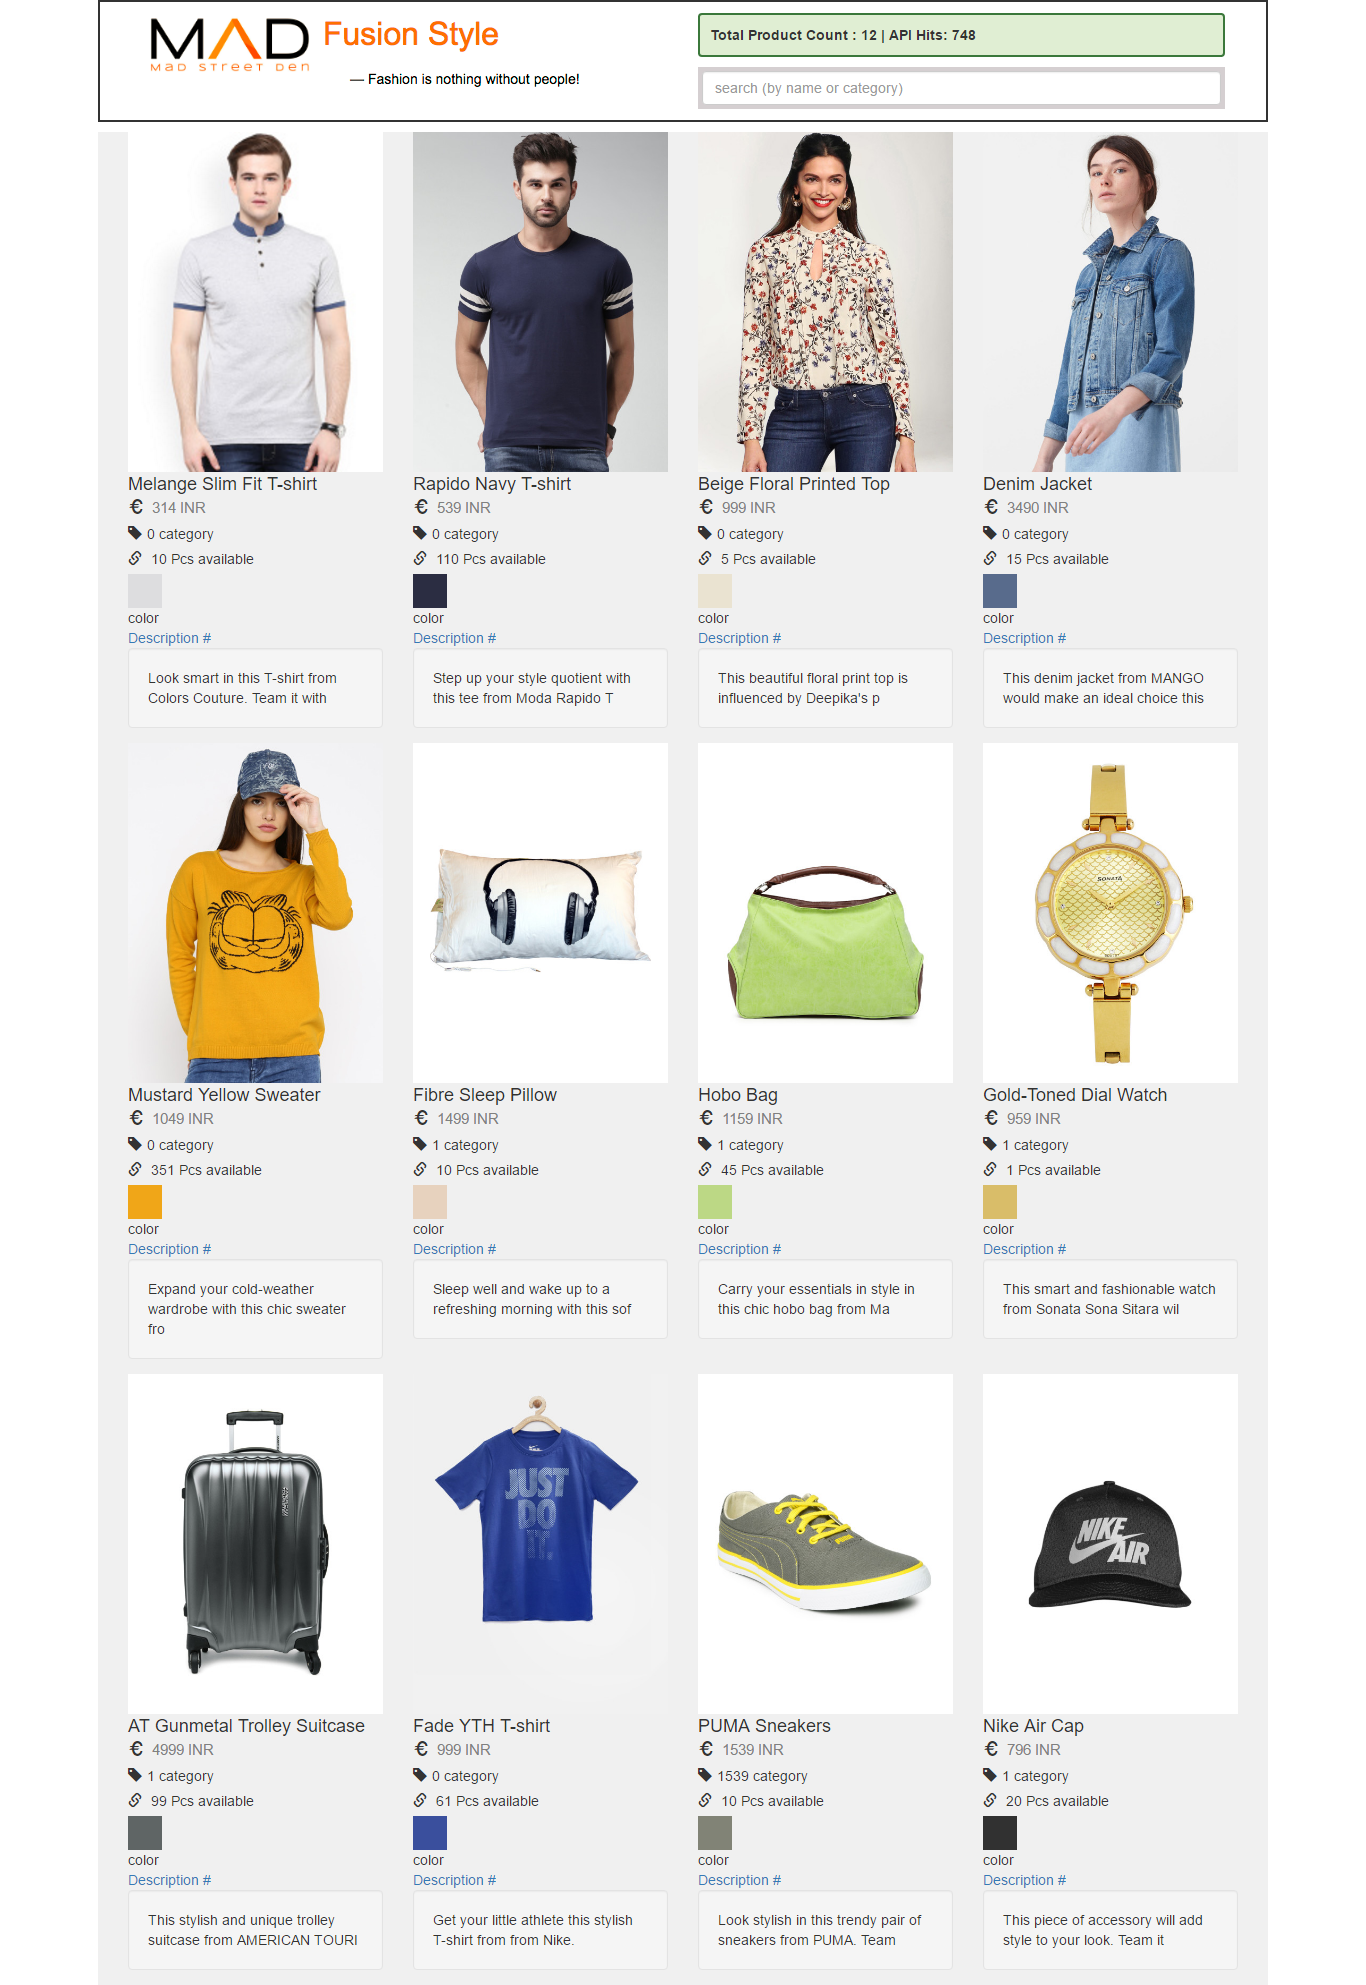 MAD Fusion Style
MAD STREET DEN
— Fashion is nothing without people!
Total Product Count : 12 | API Hits: 748
search (by name or category)
Melange Slim Fit T-shirt
€ 314 INR
0 category
10 Pcs available
color
Description #
Look smart in this T-shirt from
Colors Couture. Team it with
Rapido Navy T-shirt
€ 539 INR
0 category
110 Pcs available
color
Description #
Step up your style quotient with
this tee from Moda Rapido T
Beige Floral Printed Top
€ 999 INR
0 category
5 Pcs available
color
Description #
This beautiful floral print top is
influenced by Deepika's p
Denim Jacket
€ 3490 INR
0 category
15 Pcs available
color
Description #
This denim jacket from MANGO
would make an ideal choice this
Mustard Yellow Sweater
€ 1049 INR
0 category
351 Pcs available
color
Description #
Expand your cold-weather
wardrobe with this chic sweater
fro
Fibre Sleep Pillow
€ 1499 INR
1 category
10 Pcs available
color
Description #
Sleep well and wake up to a
refreshing morning with this sof
Hobo Bag
€ 1159 INR
1 category
45 Pcs available
color
Description #
Carry your essentials in style in
this chic hobo bag from Ma
SONATA
Gold-Toned Dial Watch
€ 959 INR
1 category
1 Pcs available
color
Description #
This smart and fashionable watch
from Sonata Sona Sitara wil
AT Gunmetal Trolley Suitcase
€ 4999 INR
1 category
99 Pcs available
color
Description #
This stylish and unique trolley
suitcase from AMERICAN TOURI
JUST
DO
IT.
Fade YTH T-shirt
€ 999 INR
0 category
61 Pcs available
color
Description #
Get your little athlete this stylish
T-shirt from from Nike.
PUMA Sneakers
€ 1539 INR
1539 category
10 Pcs available
color
Description #
Look stylish in this trendy pair of
sneakers from PUMA. Team
NIKE
AIR
Nike Air Cap
€ 796 INR
1 category
20 Pcs available
color
Description #
This piece of accessory will add
style to your look. Team it